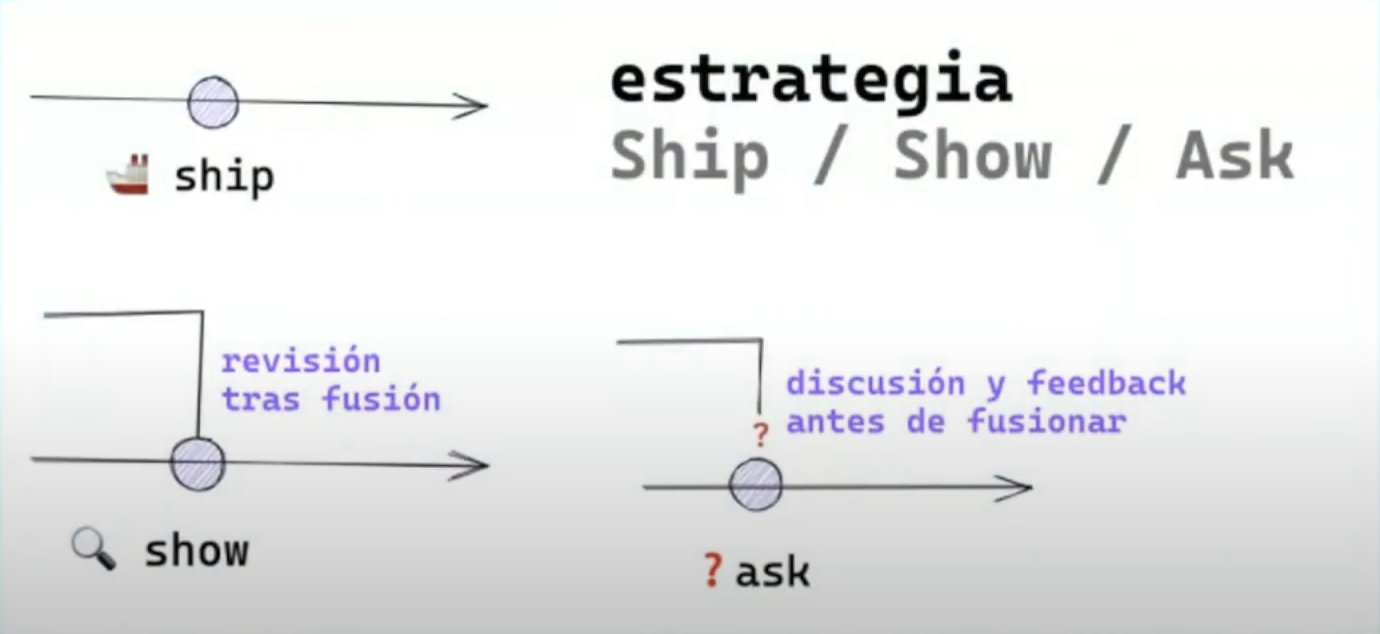 estrategia
Ship / Show / Ask
ship
revisión
tras fusión
show
discusión y feedback
? antes de fusionar
? ask